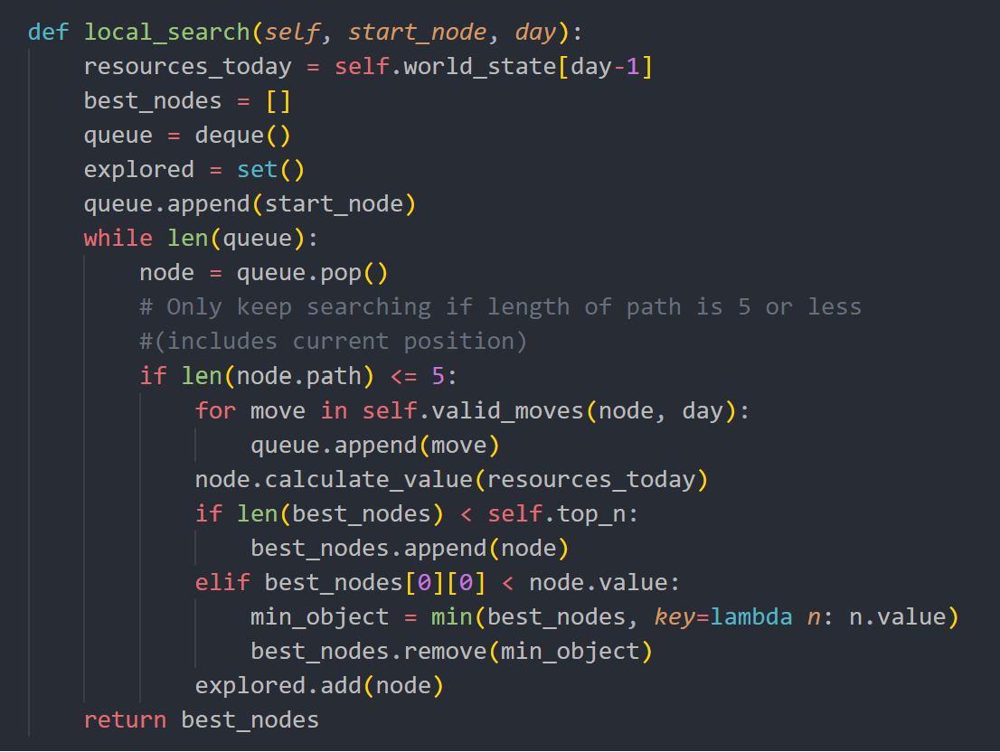 def local_search(self, start_node, day):
    resources_today = self.world_state[day-1]
    best_nodes = []
    queue = deque()
    explored = set()
    queue.append(start_node)
    while len(queue):
        node = queue.pop()
        # Only keep searching if length of path is 5 or less
        #(includes current position)
        if len(node.path) <= 5:
            for move in self.valid_moves(node, day):
                queue.append(move)
            node.calculate_value(resources_today)
            if len(best_nodes) < self.top_n:
                best_nodes.append(node)
            elif best_nodes[0][0] < node.value:
                min_object = min(best_nodes, key=lambda n: n.value)
                best_nodes.remove(min_object)
            explored.add(node)
    return best_nodes